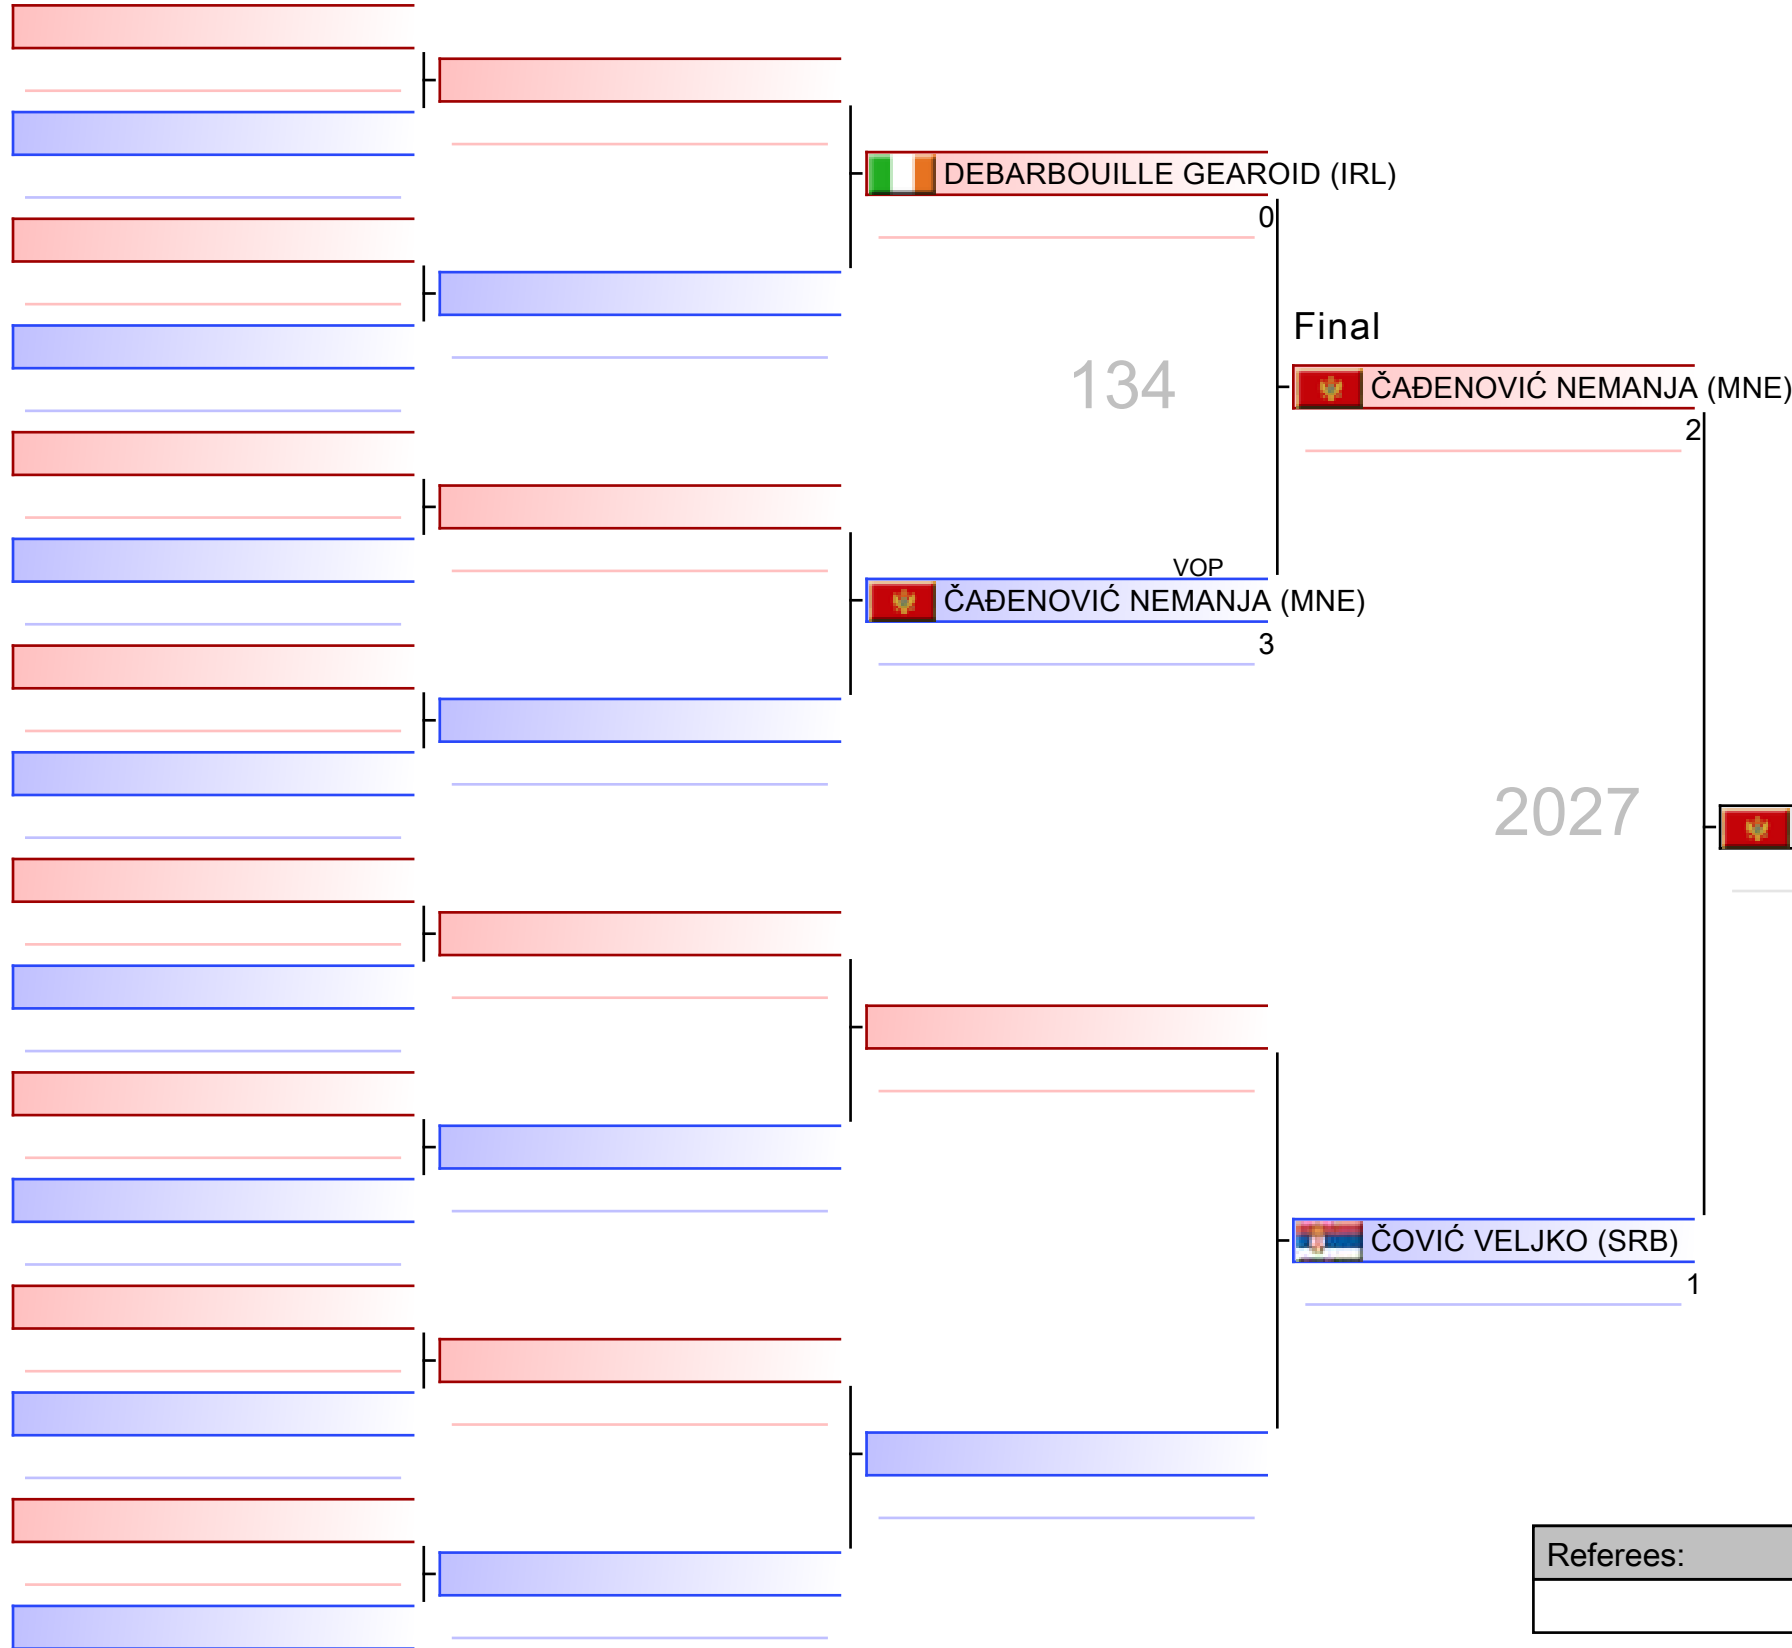 DEBARBOUILLE GEAROID (IRL)
0
Final
134
ČAĐENOVIĆ NEMANJA (MNE)
2
VOP
ČAĐENOVIĆ NEMANJA (MNE)
3
2027
ČOVIĆ VELJKO (SRB)
1
Referees: